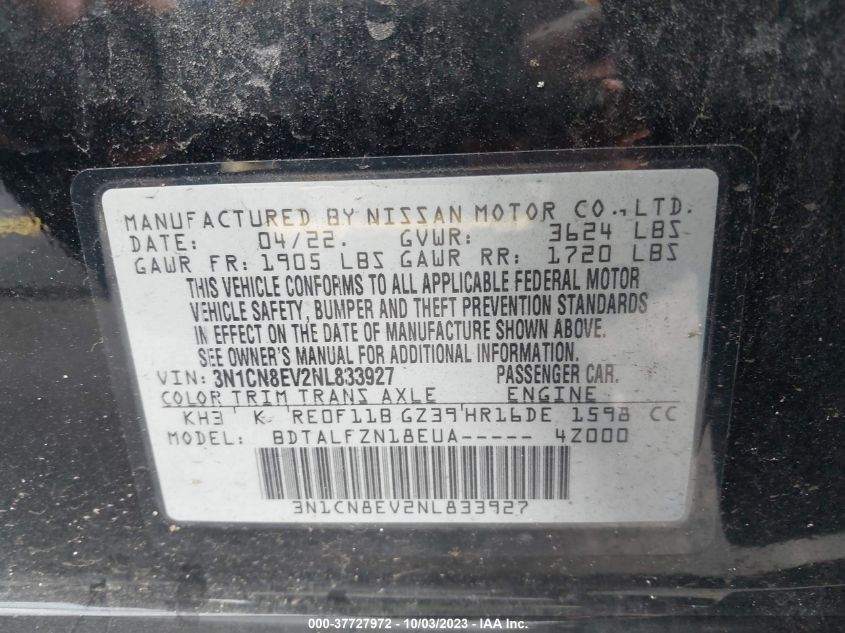 MANUFACTURED BY NISSAN MOTOR CO.,LTD.
DATE: 04/22. GVWR: 3624 LBS
GAWR FR: 1905 LBS GAWR RR: 1720 LBS
THIS VEHICLE CONFORMS TO ALL APPLICABLE FEDERAL MOTOR
VEHICLE SAFETY, BUMPER AND THEFT PREVENTION STANDARDS
IN EFFECT ON THE DATE OF MANUFACTURE SHOWN ABOVE.
SEE OWNER'S MANUAL FOR ADDITIONAL INFORMATION.
VIN: 3N1CN8EV2NL833927 PASSENGER CAR.
COLOR TRIM TRANS AXLE ENGINE
KH3 K RE0F11B GZ39 HR16DE 1598 CC
MODEL: BDTALFZN18EUA----- 4Z000
3N1CN8EV2NL833927
000-37727972 - 10/03/2023 - IAA Inc.